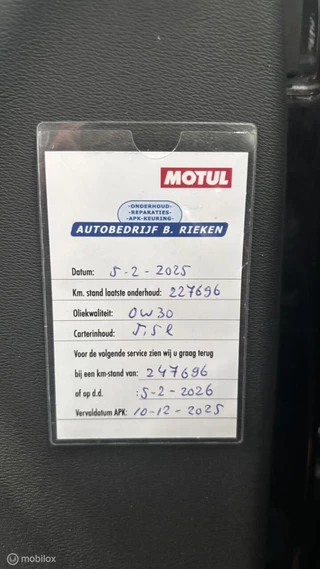 MOTUL
-ONDERHOUD-
-REPARATIES-
-APK-KEURING-
AUTOBEDRIJF B. RIEKEN
Datum: 5-2-2025
Km. stand laatste onderhoud: 227696
Oliekwaliteit: 0W30
Carterinhoud: 5,5 l
Voor de volgende service zien wij u graag terug
bij een km-stand van: 247696
of op d.d. :5-2-2026
Vervaldatum APK: 10-12-2025
mobilox